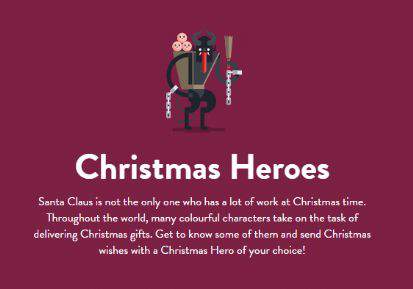 Christmas Heroes
Santa Claus is not the only one who has a lot of work at Christmas time.
Throughout the world, many colourful characters take on the task of
delivering Christmas gifts. Get to know some of them and send Christmas
wishes with a Christmas Hero of your choice!